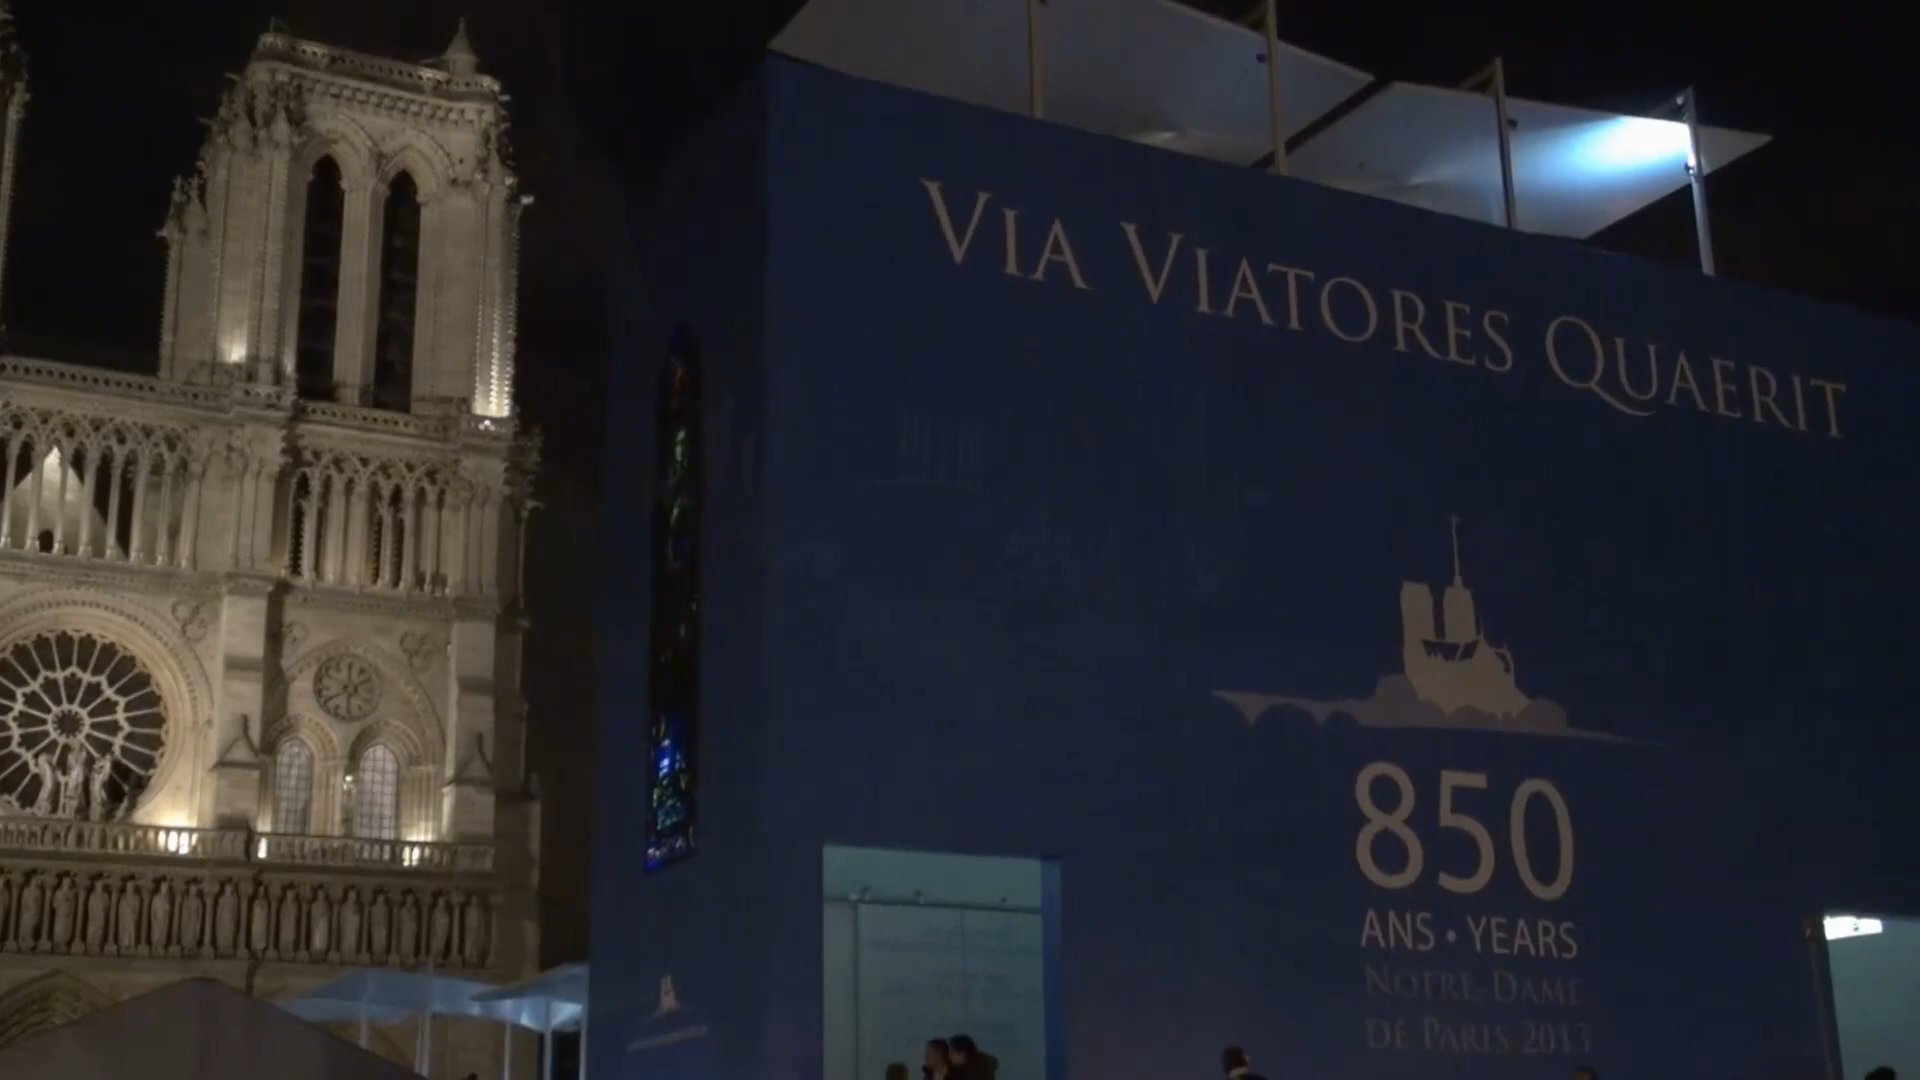 VIA VIATORES QUAERIT
850
ANS • YEARS
NOTRE-DAME
DE PARIS 2013